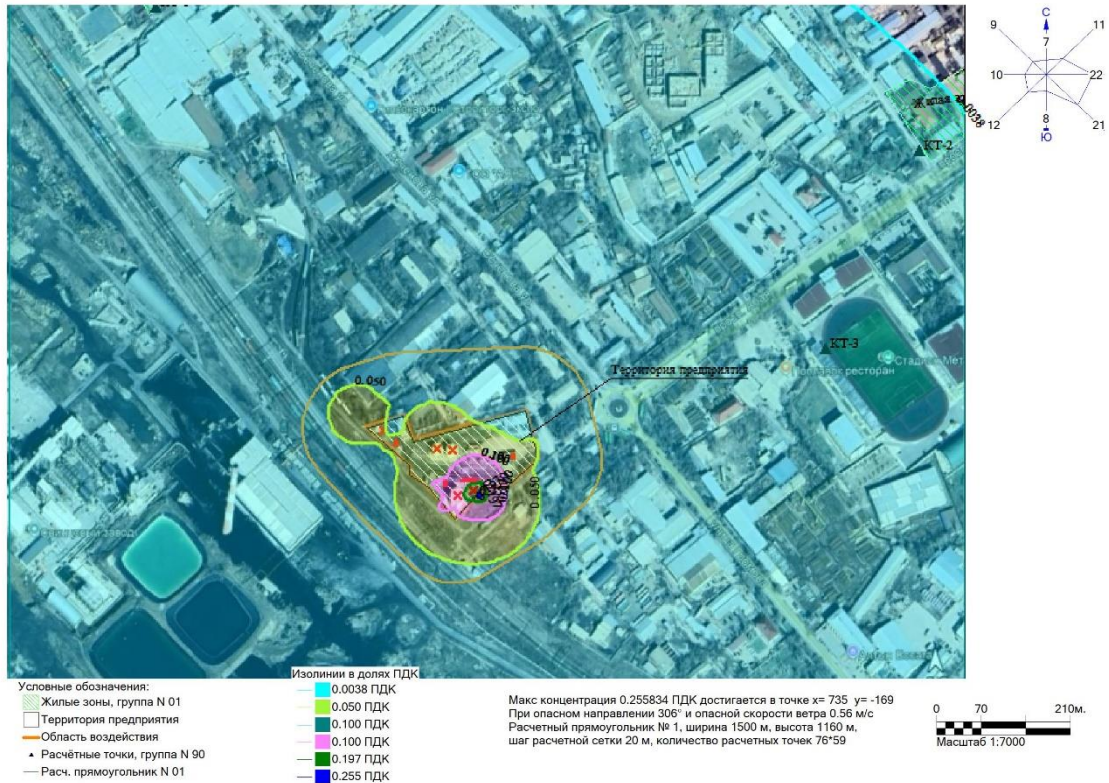 С
9
7
11
10
22
12
8
21
Ю
0.0038
КТ-2
КТ-3
Территория предприятия
ресторан
0.050
0.100
0.050
Условные обозначения:
Жилые зоны, группа N 01
Территория предприятия
Область воздействия
Расчётные точки, группа N 90
Расч. прямоугольник N 01
Изолинии в долях ПДК
0.0038 ПДК
0.050 ПДК
0.100 ПДК
0.100 ПДК
0.197 ПДК
0.255 ПДК
Макс концентрация 0.255834 ПДК достигается в точке x= 735 y= -169
При опасном направлении 306° и опасной скорости ветра 0.56 м/с
Расчетный прямоугольник № 1, ширина 1500 м, высота 1160 м,
шаг расчетной сетки 20 м, количество расчетных точек 76*59
0 70 210м.
Масштаб 1:7000